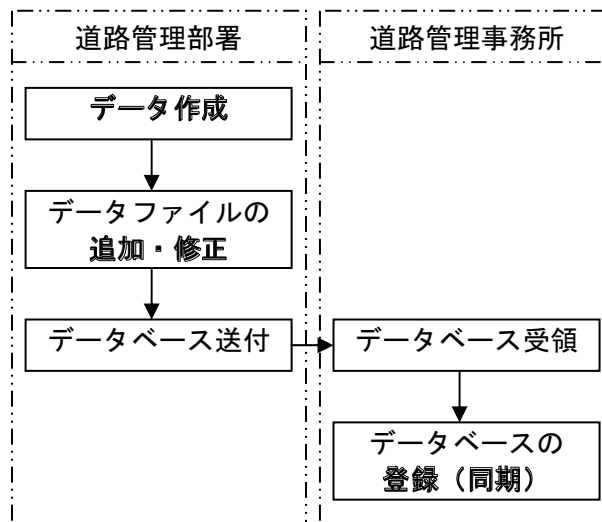 道路管理部署
道路管理事務所
データ作成
データファイルの
追加・修正
データベース送付
データベース受領
データベースの
登録（同期）